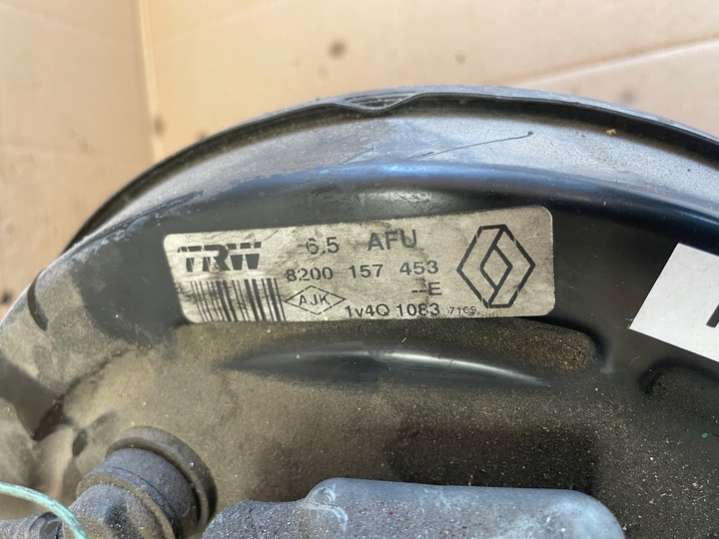 TRW 6.5 AFU
8200 157 453
--E
AJK
1v4Q 1083